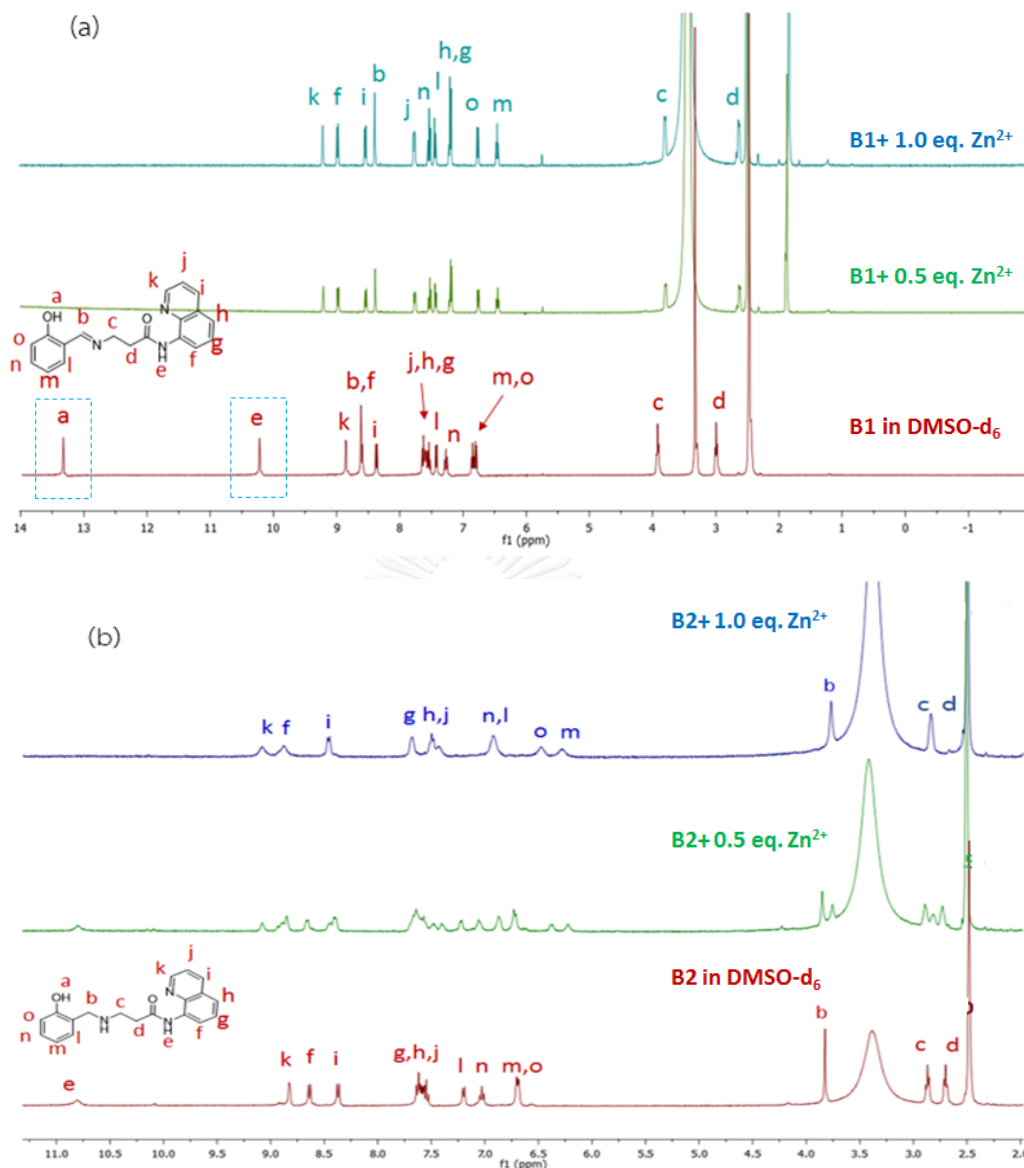 (a)
h,g
b
l
k f i n o m c d
j
B1+ 1.0 eq. Zn²⁺
B1+ 0.5 eq. Zn²⁺
j
k i
a
OH N h
b c O
o N g
n d N f
m l H
e
j,h,g
b,f m,o
a e l c d
k i n
B1 in DMSO-d₆
14 13 12 11 10 9 8 7 6 5 4 3 2 1 0 -1
f1 (ppm)
(b)
B2+ 1.0 eq. Zn²⁺
b
c d
k f i g h,j n,l o m
B2+ 0.5 eq. Zn²⁺
j
k i
a
OH b N h
c O
o N g
n H d N f
m l H
e
B2 in DMSO-d₆
b
g,h,j c d
e k f i l n m,o
11.0 10.5 10.0 9.5 9.0 8.5 8.0 7.5 7.0 6.5 6.0 5.5 5.0 4.5 4.0 3.5 3.0 2.5 2.0
f1 (ppm)